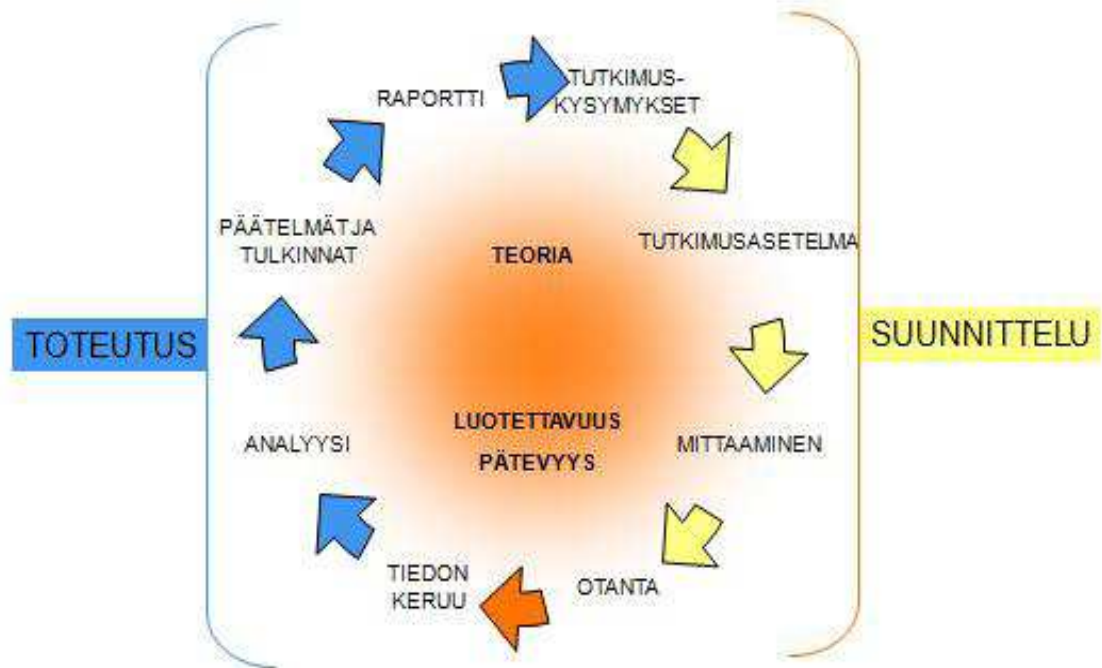 RAPORTTI
TUTKIMUS-
KYSYMYKSET
PÄÄTELMÄT JA
TULKINNAT
TEORIA
TUTKIMUSASETELMA
TOTEUTUS
SUUNNITTELU
LUOTETTAVUUS
PÄTEVYYS
ANALYYSI
MITTAAMINEN
TIEDON
KERUU
OTANTA